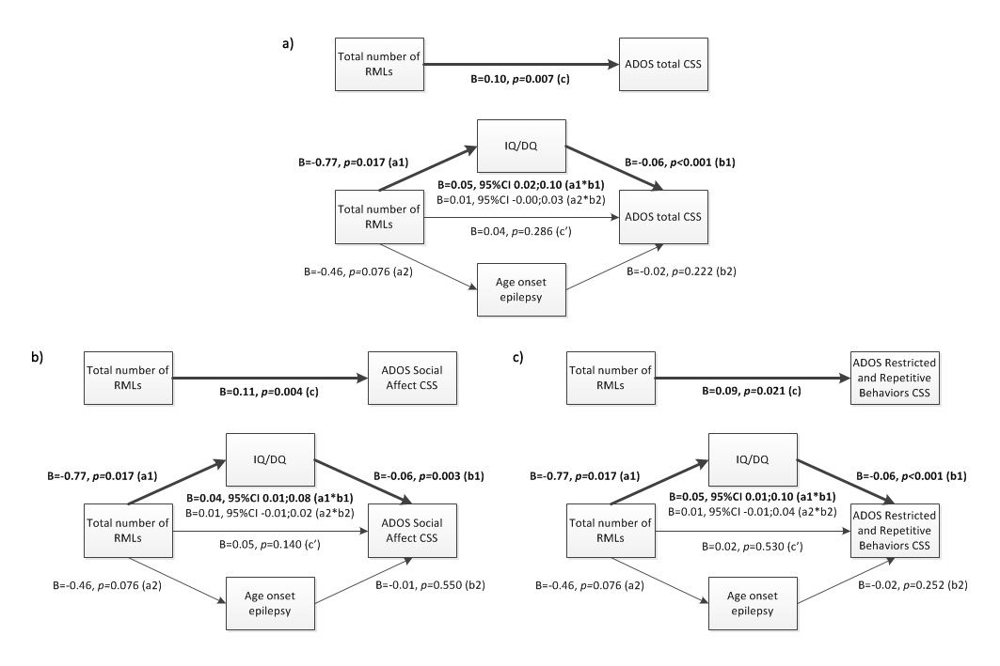 a)
Total number of
RMLs
ADOS total CSS
B=0.10, p=0.007 (c)
IQ/DQ
B=-0.77, p=0.017 (a1)
B=-0.06, p<0.001 (b1)
B=0.05, 95%CI 0.02;0.10 (a1*b1)
B=0.01, 95%CI -0.00;0.03 (a2*b2)
Total number of
RMLs
ADOS total CSS
B=0.04, p=0.286 (c’)
B=-0.46, p=0.076 (a2)
B=-0.02, p=0.222 (b2)
Age onset
epilepsy
b)
Total number of
RMLs
ADOS Social
Affect CSS
B=0.11, p=0.004 (c)
IQ/DQ
B=-0.77, p=0.017 (a1)
B=-0.06, p=0.003 (b1)
B=0.04, 95%CI 0.01;0.08 (a1*b1)
B=0.01, 95%CI -0.01;0.02 (a2*b2)
Total number of
RMLs
ADOS Social
Affect CSS
B=0.05, p=0.140 (c’)
B=-0.46, p=0.076 (a2)
B=-0.01, p=0.550 (b2)
Age onset
epilepsy
c)
Total number of
RMLs
ADOS Restricted
and Repetitive
Behaviors CSS
B=0.09, p=0.021 (c)
IQ/DQ
B=-0.77, p=0.017 (a1)
B=-0.06, p<0.001 (b1)
B=0.05, 95%CI 0.01;0.10 (a1*b1)
B=0.01, 95%CI -0.01;0.04 (a2*b2)
Total number of
RMLs
ADOS Restricted
and Repetitive
Behaviors CSS
B=0.02, p=0.530 (c’)
B=-0.46, p=0.076 (a2)
B=-0.02, p=0.252 (b2)
Age onset
epilepsy